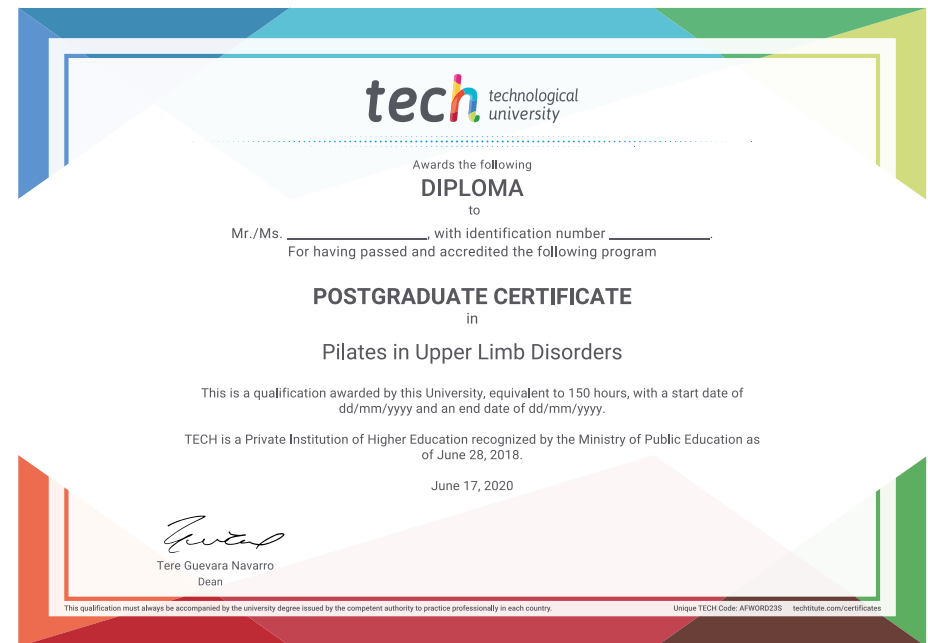 tech technological
university
Awards the following
DIPLOMA
to
Mr./Ms. ____________________, with identification number ______________.
For having passed and accredited the following program
POSTGRADUATE CERTIFICATE
in
Pilates in Upper Limb Disorders
This is a qualification awarded by this University, equivalent to 150 hours, with a start date of
dd/mm/yyyy and an end date of dd/mm/yyyy.
TECH is a Private Institution of Higher Education recognized by the Ministry of Public Education as
of June 28, 2018.
June 17, 2020
Tere Guevara Navarro
Dean
This qualification must always be accompanied by the university degree issued by the competent authority to practice professionally in each country.
Unique TECH Code: AFWORD23S techtitute.com/certificates